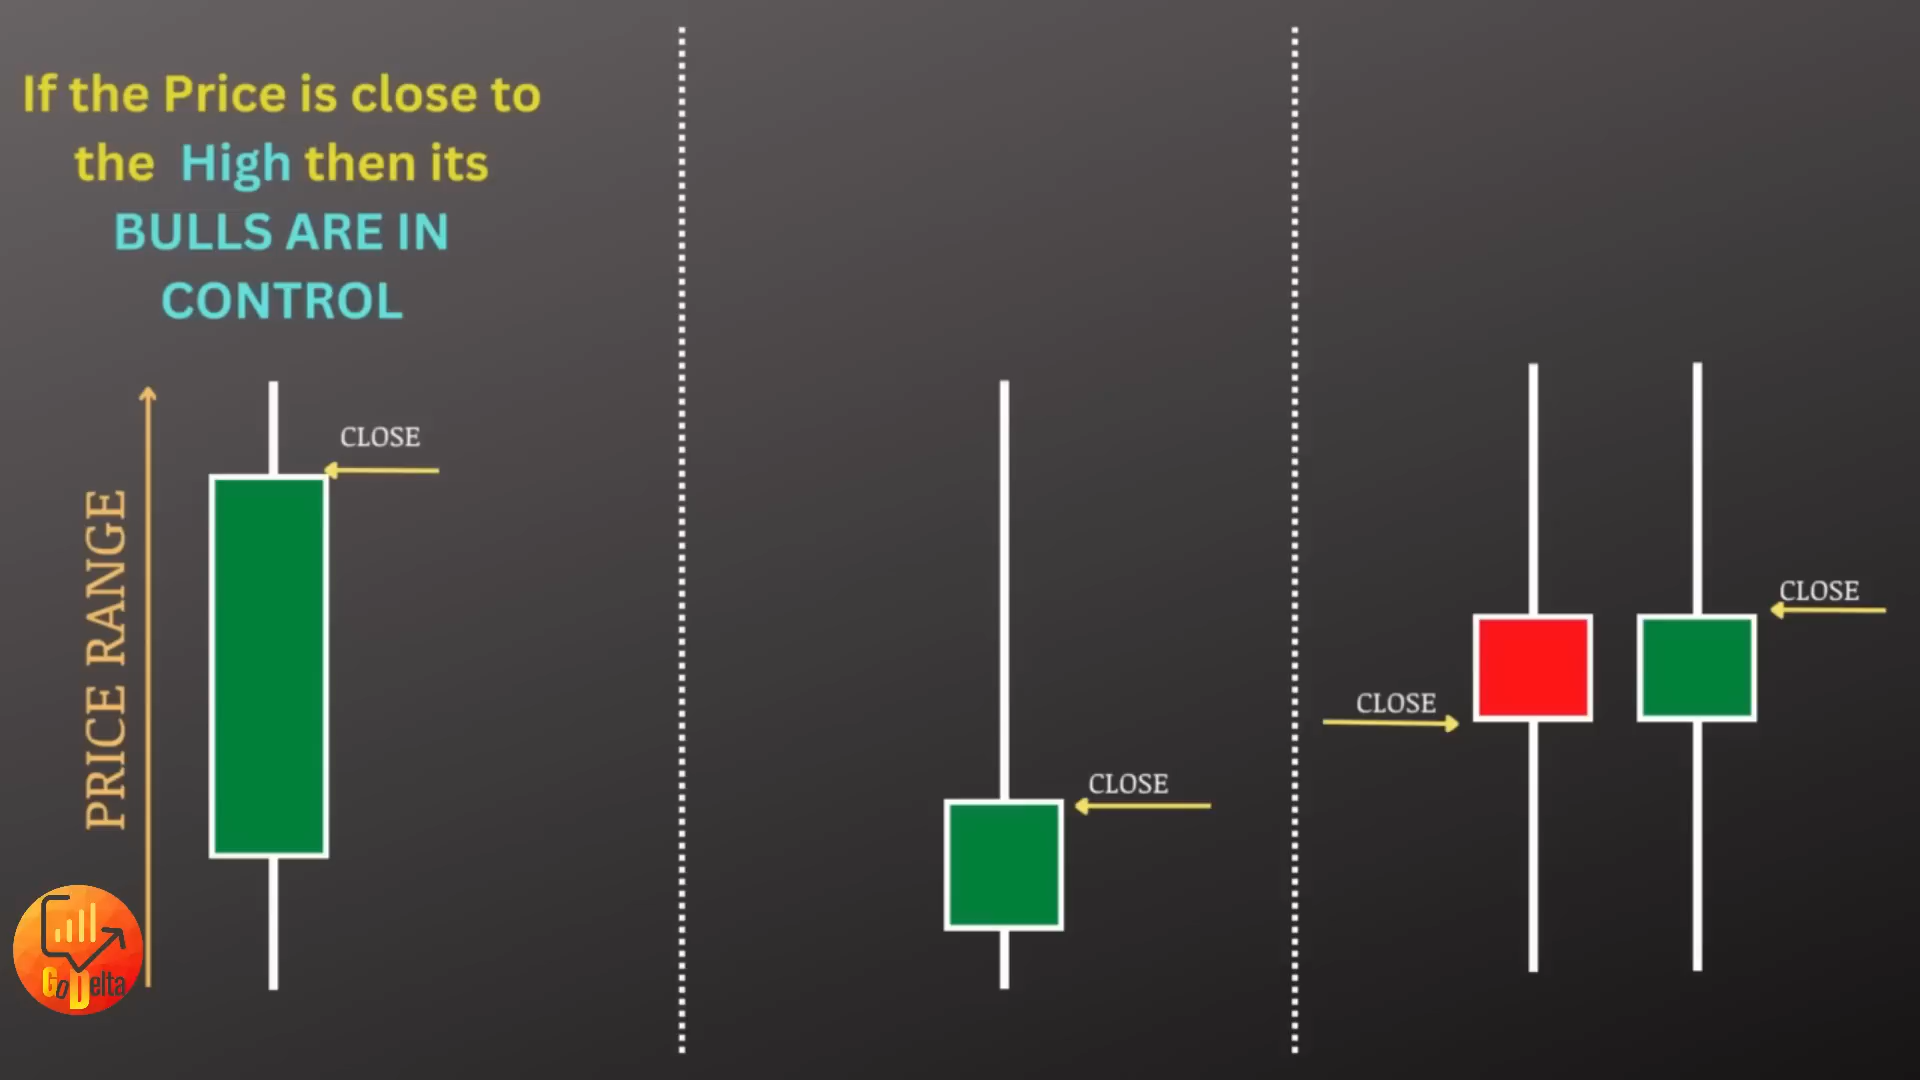 If the Price is close to
the High then its
BULLS ARE IN
CONTROL
CLOSE
PRICE RANGE
CLOSE
CLOSE
CLOSE
GoDelta